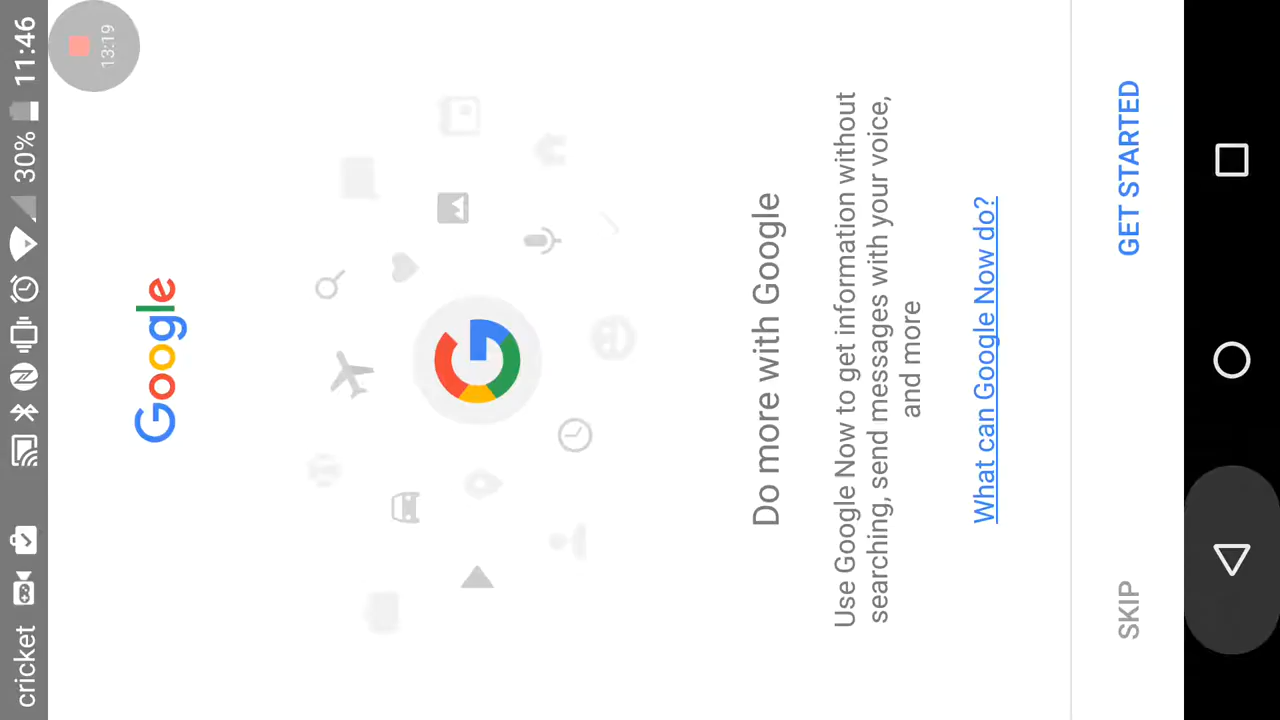 cricket 30% 11:46
13:19
Google
Do more with Google
Use Google Now to get information without
searching, send messages with your voice,
and more
What can Google Now do?
SKIP GET STARTED